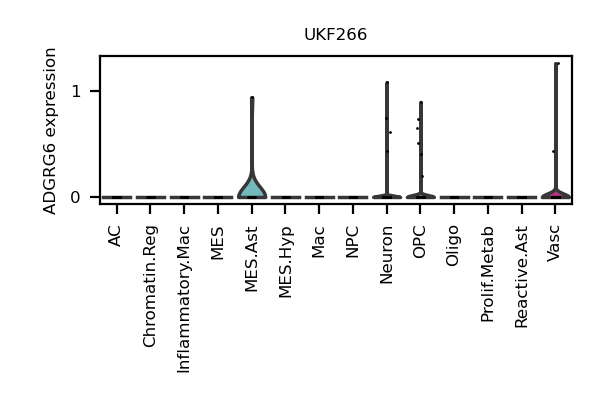 UKF266
ADGRG6 expression
1
0
AC
Chromatin.Reg
Inflammatory.Mac
MES
MES.Ast
MES.Hyp
Mac
NPC
Neuron
OPC
Oligo
Prolif.Metab
Reactive.Ast
Vasc